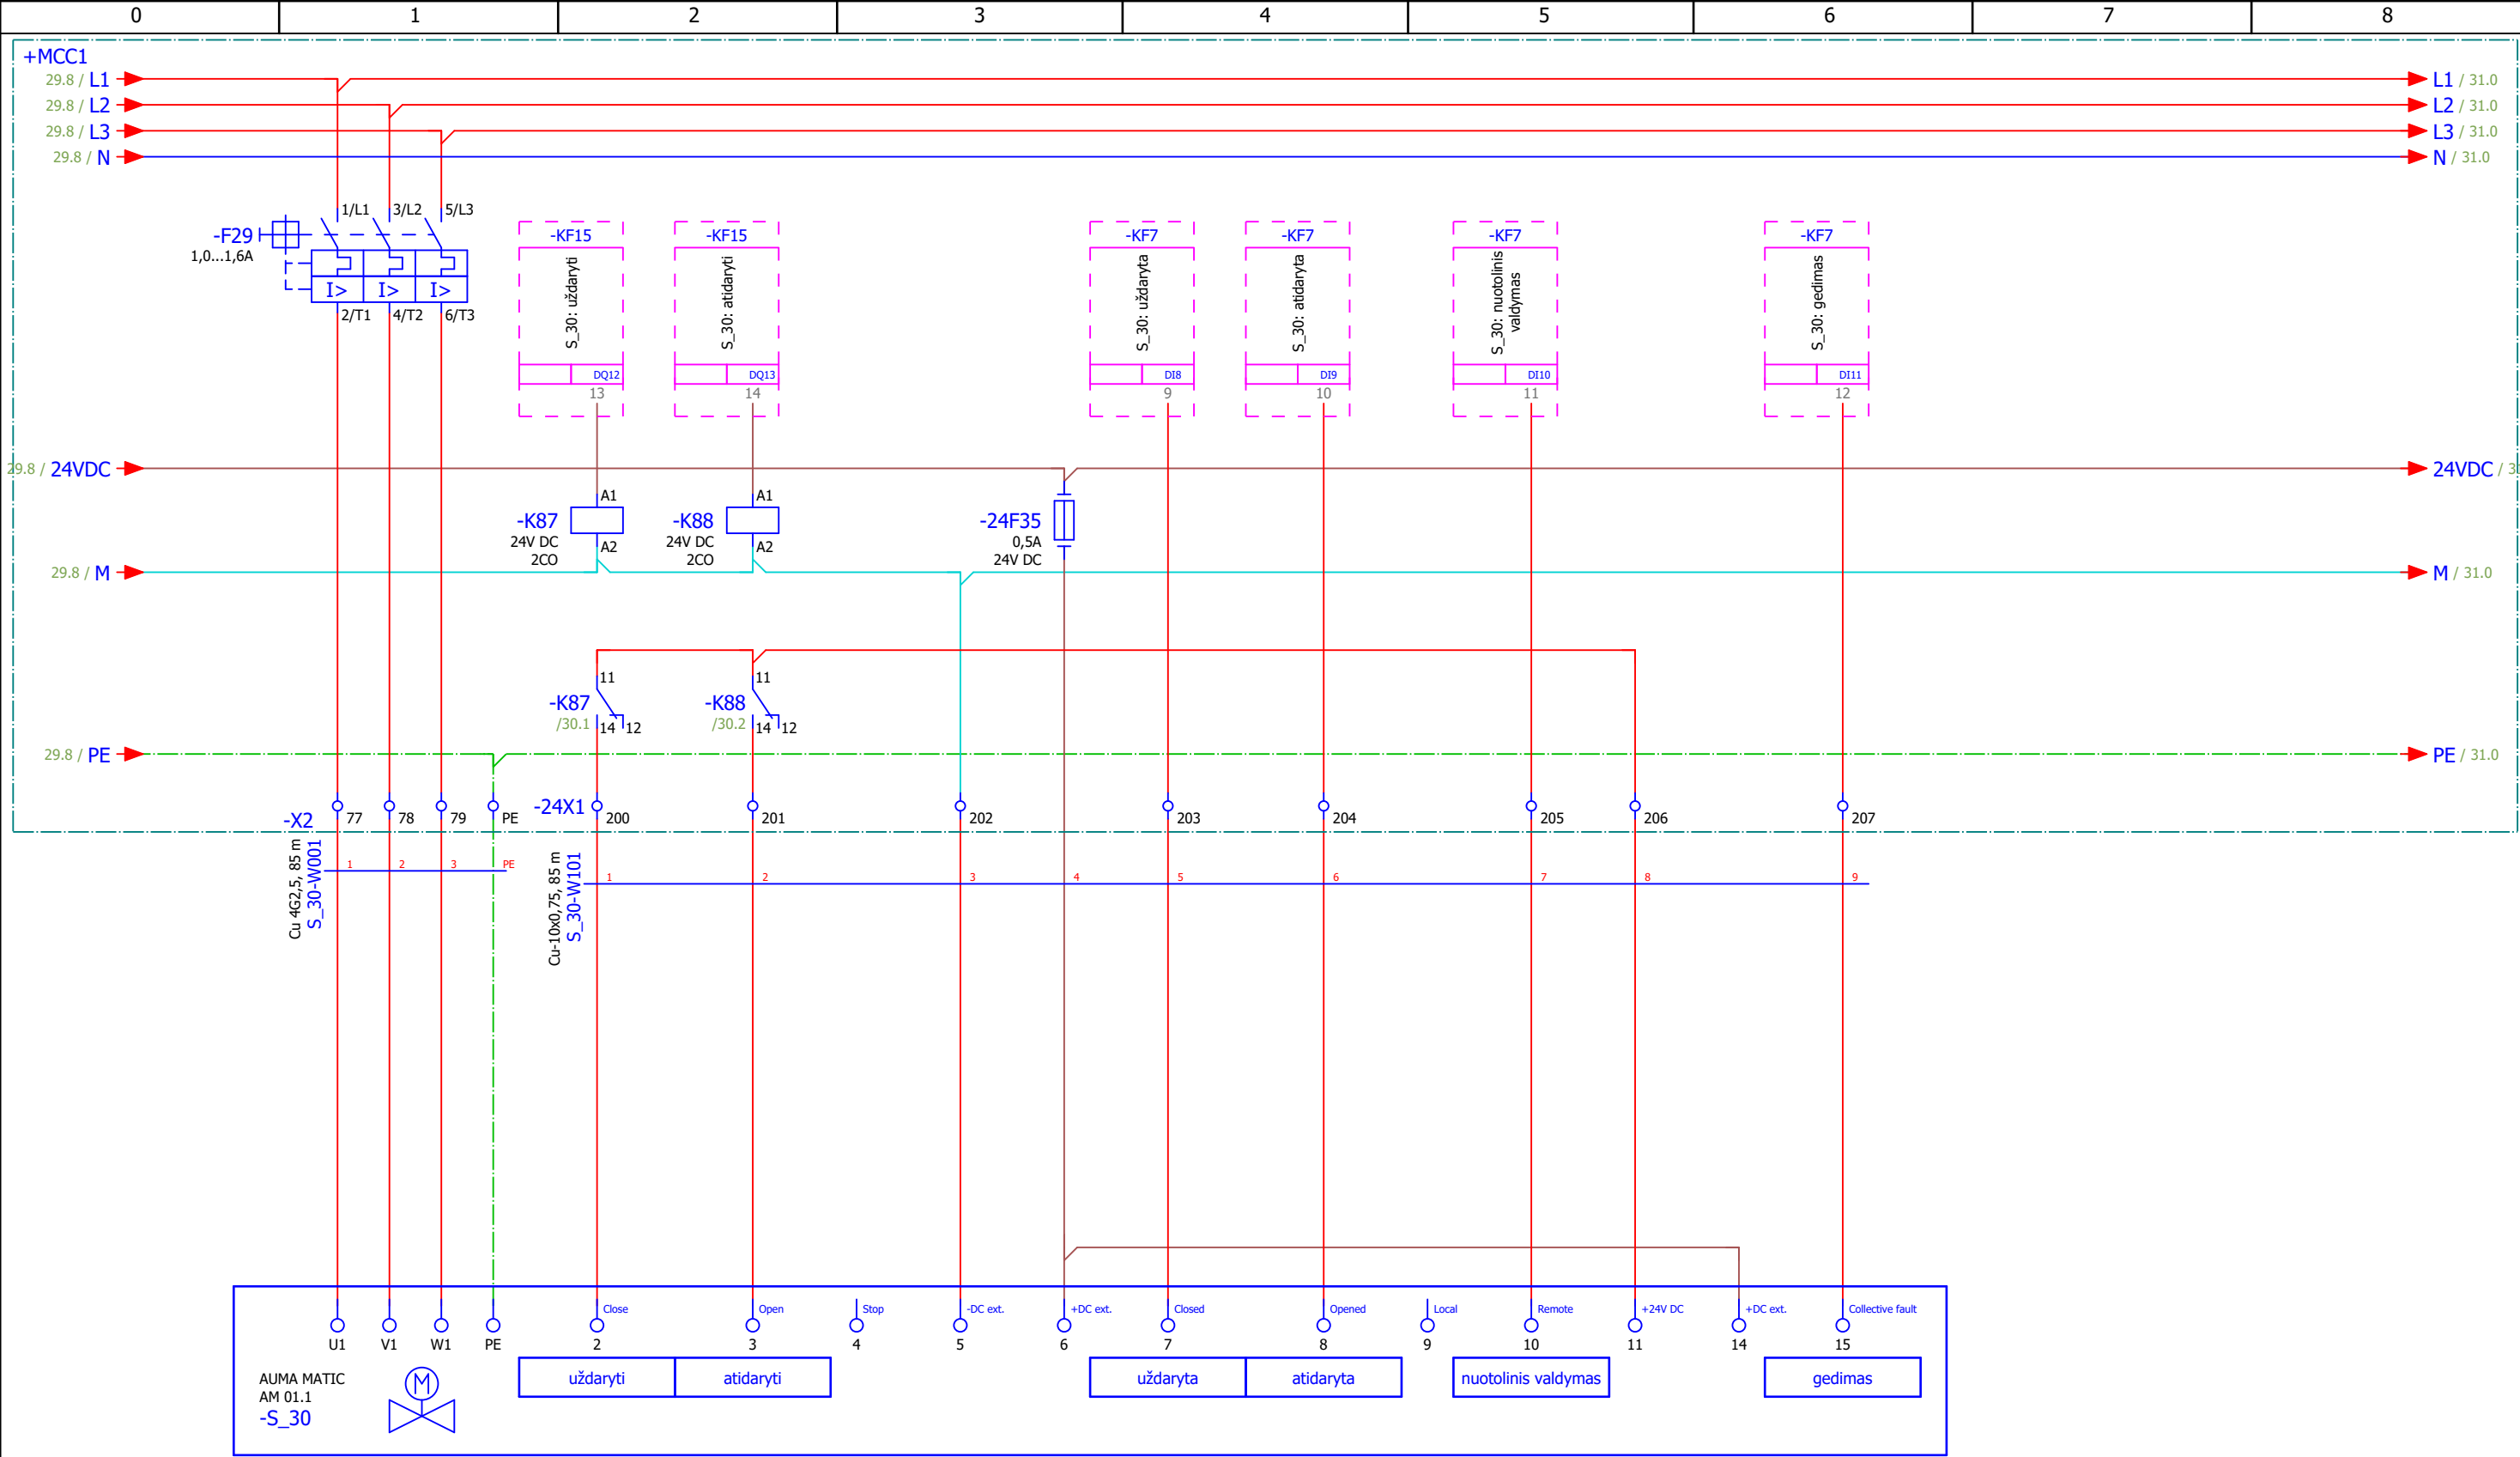 0 1 2 3 4 5 6 7 8
+MCC1
29.8 / L1 L1 / 31.0
29.8 / L2 L2 / 31.0
29.8 / L3 L3 / 31.0
29.8 / N N / 31.0
1/L1 3/L2 5/L3
-F29
1,0...1,6A
I> I> I>
2/T1 4/T2 6/T3
-KF15
S_30: uždaryti
DQ12
13
-KF15
S_30: atidaryti
DQ13
14
-KF7
S_30: uždaryta
DI8
9
-KF7
S_30: atidaryta
DI9
10
-KF7
S_30: nuotolinis
valdymas
DI10
11
-KF7
S_30: gedimas
DI11
12
29.8 / 24VDC 24VDC / 3
A1
-K87
24V DC
2CO
A2
A1
-K88
24V DC
2CO
A2
-24F35
0,5A
24V DC
29.8 / M M / 31.0
11
-K87
/30.1
14 12
11
-K88
/30.2
14 12
29.8 / PE PE / 31.0
-X2 77 78 79 PE
-24X1 200 201 202 203 204 205 206 207
Cu 4G2,5, 85 m
S_30-W001
1 2 3 PE
Cu-10x0,75, 85 m
S_30-W101
1 2 3 4 5 6 7 8 9
Close Open Stop -DC ext. +DC ext. Closed Opened Local Remote +24V DC +DC ext. Collective fault
U1 V1 W1 PE 2 3 4 5 6 7 8 9 10 11 14 15
uždaryti atidaryti uždaryta atidaryta nuotolinis valdymas gedimas
AUMA MATIC
AM 01.1
-S_30
M